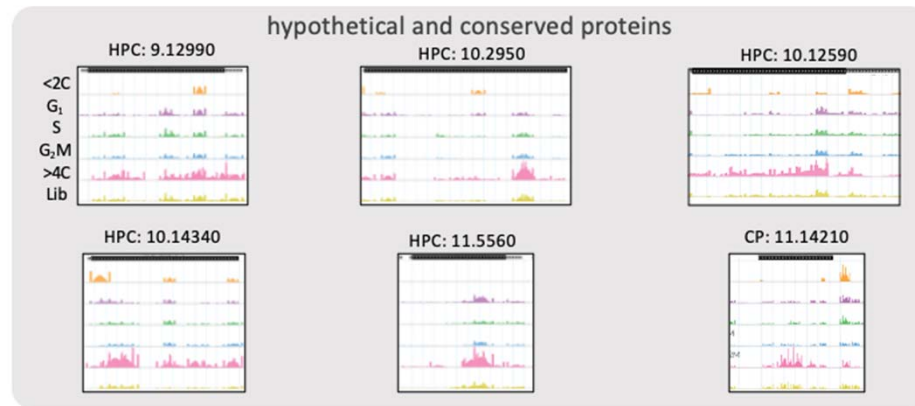 hypothetical and conserved proteins
HPC: 9.12990
HPC: 10.2950
HPC: 10.12590
<2C
G₁
S
G₂M
>4C
Lib
HPC: 10.14340
HPC: 11.5560
CP: 11.14210